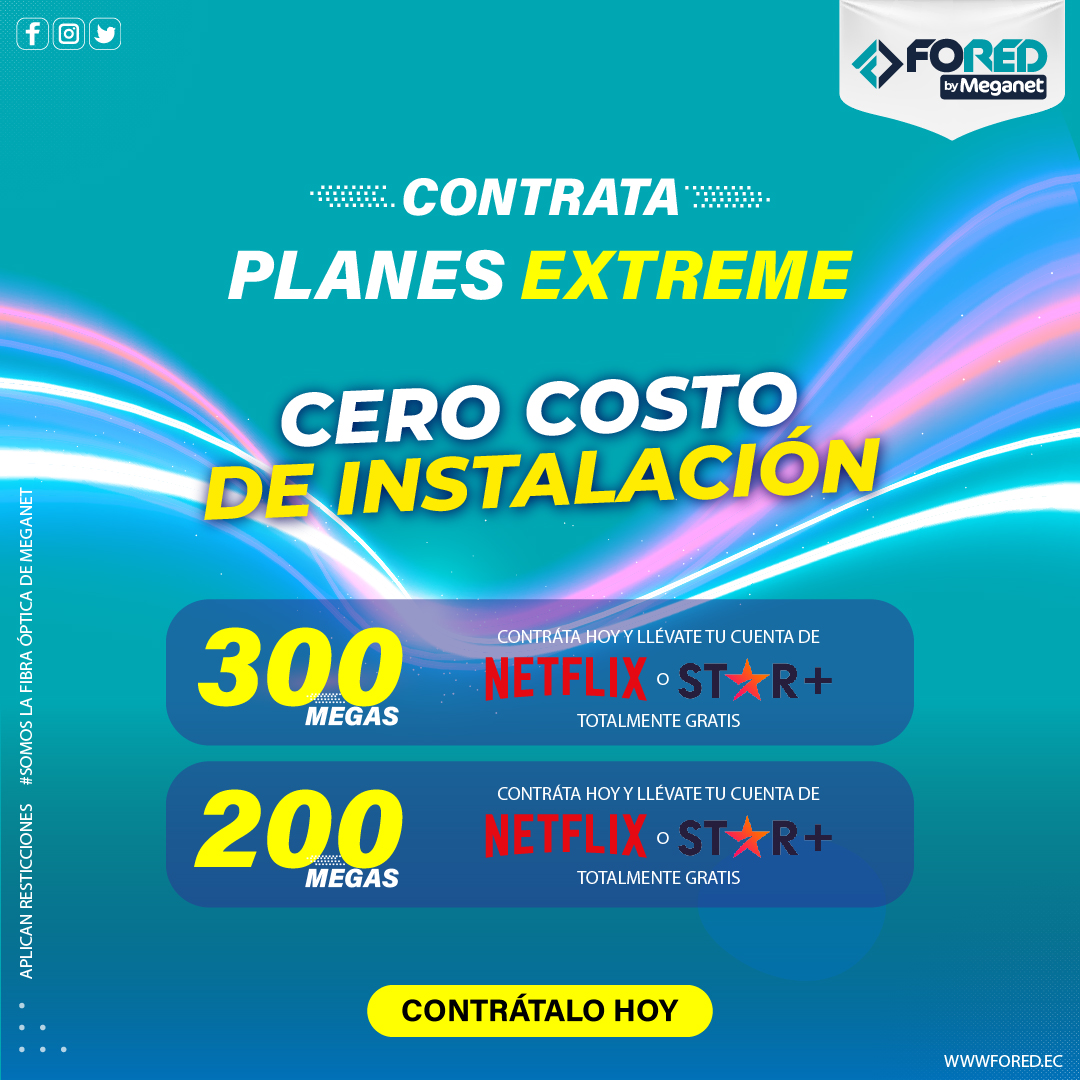 FORED
by Meganet
CONTRATA
PLANES EXTREME
CERO COSTO
DE INSTALACIÓN
300
MEGAS
CONTRÁTA HOY Y LLÉVATE TU CUENTA DE
NETFLIX o STAR+
TOTALMENTE GRATIS
200
MEGAS
CONTRÁTA HOY Y LLÉVATE TU CUENTA DE
NETFLIX o STAR+
TOTALMENTE GRATIS
APLICAN RESTICCIONES #SOMOS LA FIBRA ÓPTICA DE MEGANET
CONTRÁTALO HOY
WWWFORED.EC